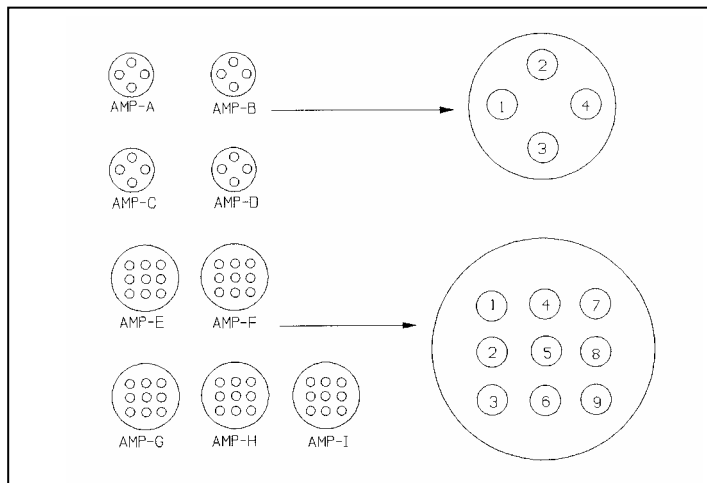 AMP-A AMP-B
AMP-C AMP-D
AMP-E AMP-F
AMP-G AMP-H AMP-I
2
1 4
3
1 4 7
2 5 8
3 6 9